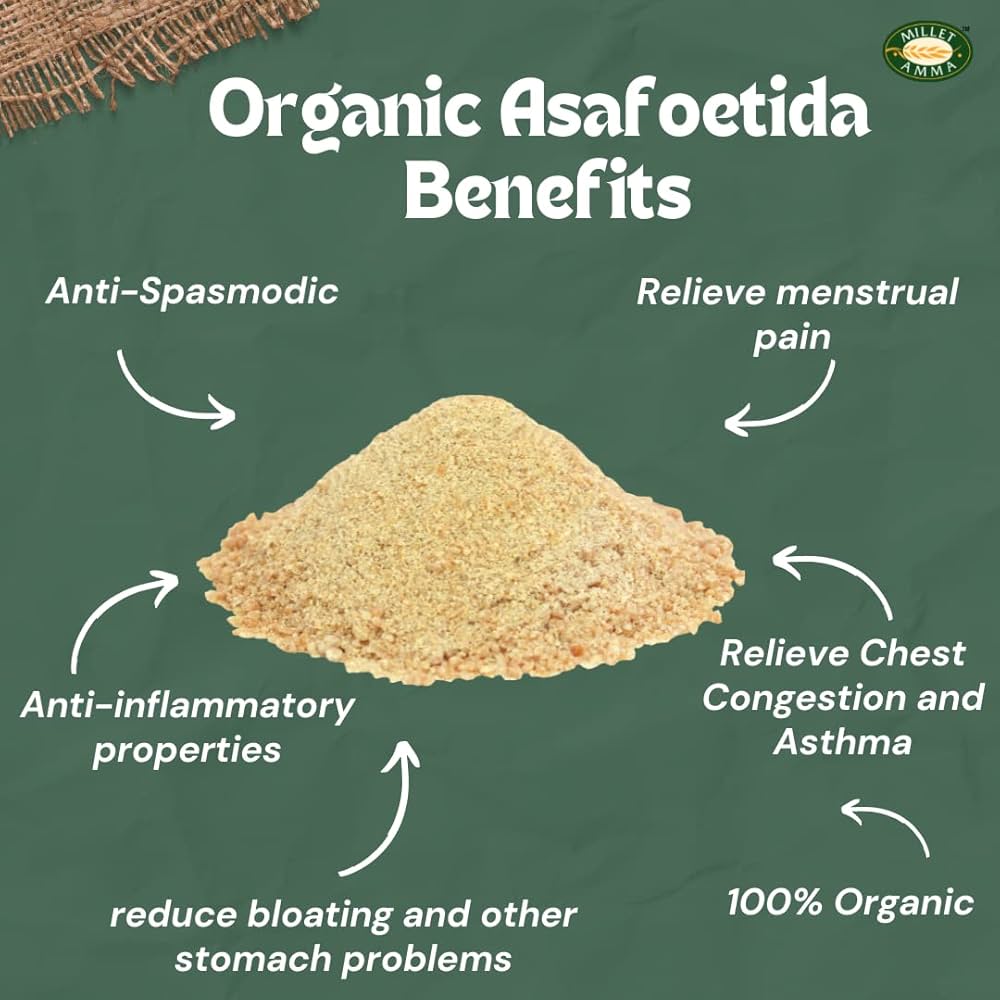 MILLET
AMMA
TM
Organic Asafoetida
Benefits
Anti-Spasmodic
Relieve menstrual
pain
Anti-inflammatory
properties
Relieve Chest
Congestion and
Asthma
reduce bloating and other
stomach problems
100% Organic